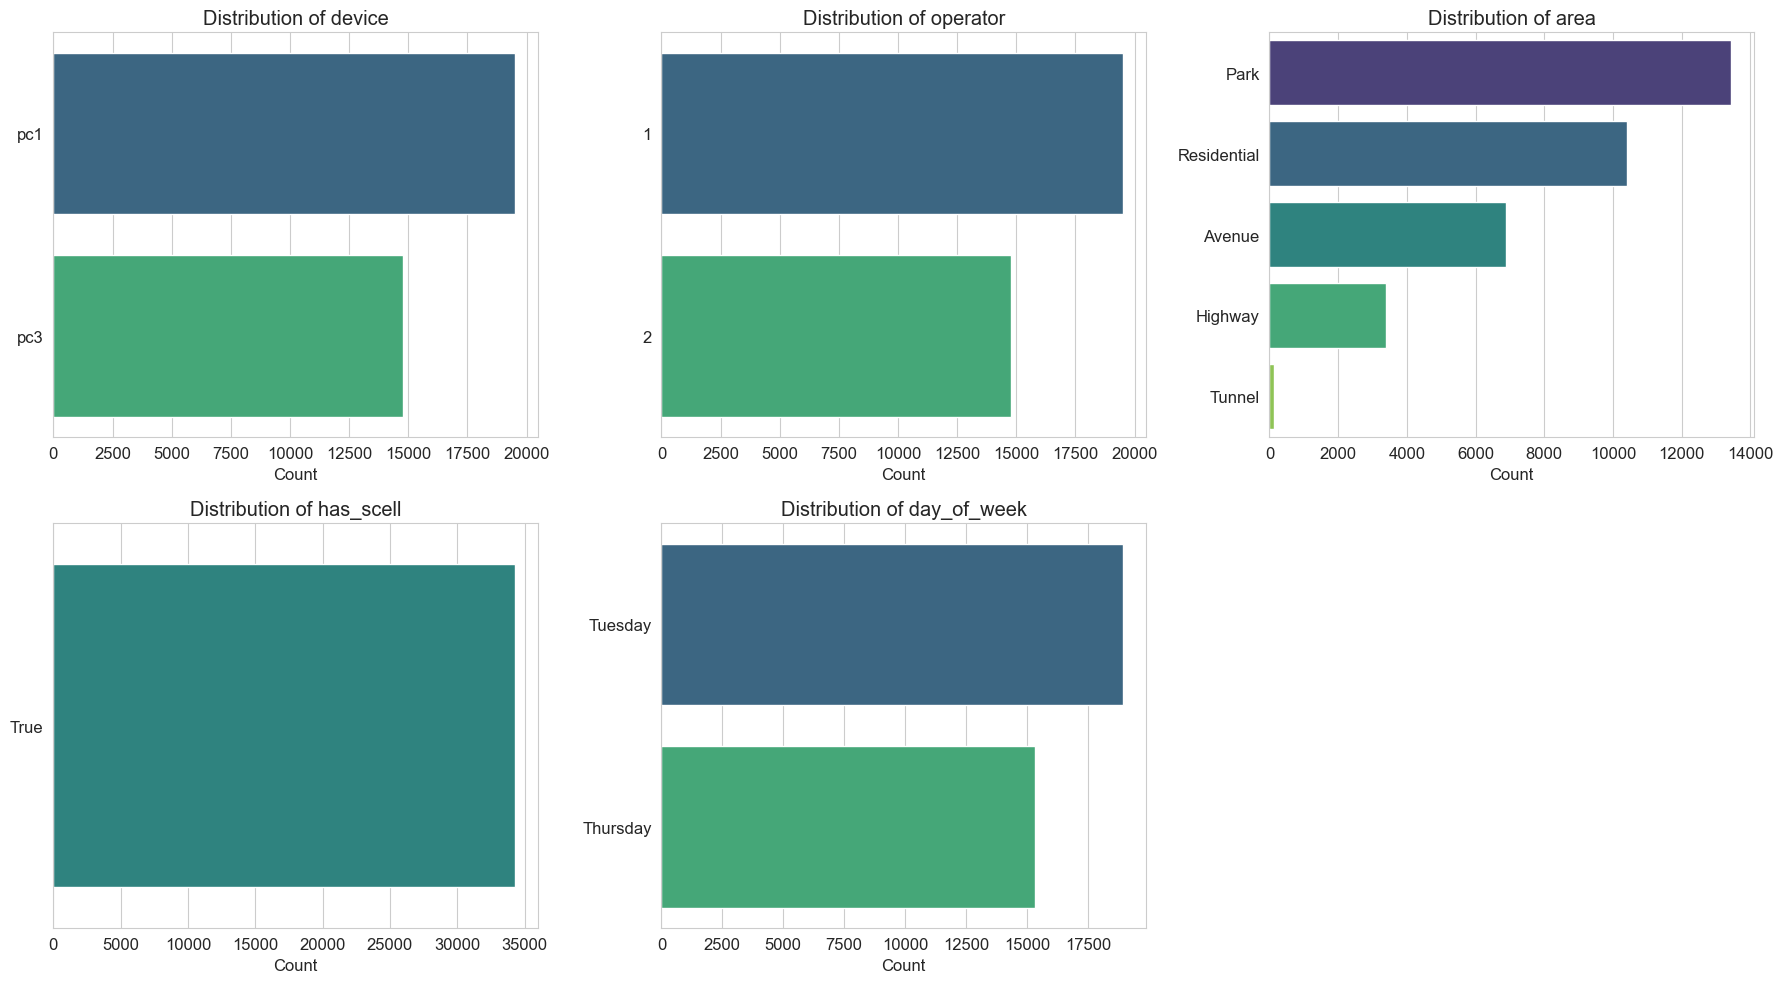 Distribution of device
pc1
pc3
0 2500 5000 7500 10000 12500 15000 17500 20000
Count
Distribution of operator
1
2
0 2500 5000 7500 10000 12500 15000 17500 20000
Count
Distribution of area
Park
Residential
Avenue
Highway
Tunnel
0 2000 4000 6000 8000 10000 12000 14000
Count
Distribution of has_scell
True
0 5000 10000 15000 20000 25000 30000 35000
Count
Distribution of day_of_week
Tuesday
Thursday
0 2500 5000 7500 10000 12500 15000 17500
Count